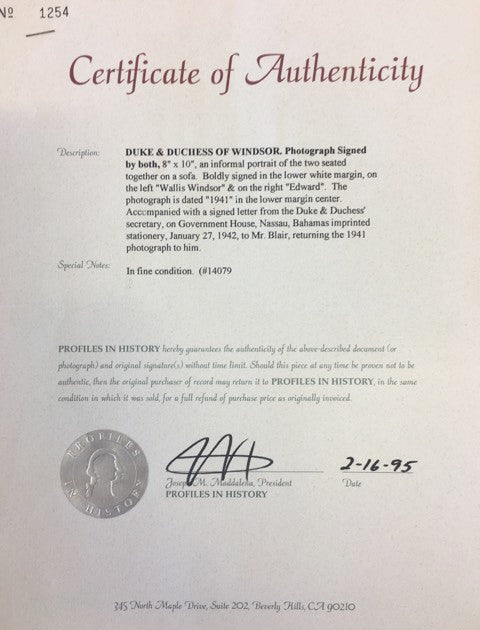 Nº 1254
Certificate of Authenticity
Description: DUKE & DUCHESS OF WINDSOR. Photograph Signed
by both, 8" x 10", an informal portrait of the two seated
together on a sofa. Boldly signed in the lower white margin, on
the left "Wallis Windsor" & on the right "Edward". The
photograph is dated "1941" in the lower margin center.
Accompanied with a signed letter from the Duke & Duchess'
secretary, on Government House, Nassau, Bahamas imprinted
stationery, January 27, 1942, to Mr. Blair, returning the 1941
photograph to him.
Special Notes: In fine condition. (#14079
PROFILES IN HISTORY hereby guarantees the authenticity of the above-described document (or
photograph) and original signature(s) without time limit. Should this piece at any time be proven not to be
authentic, then the original purchaser of record may return it to PROFILES IN HISTORY, in the same
condition in which it was sold, for a full refund of purchase price as originally invoiced.
PROFILES
IN HISTORY
2-16-95
Joseph M. Maddalena, President Date
PROFILES IN HISTORY
345 North Maple Drive, Suite 202, Beverly Hills, CA 90210